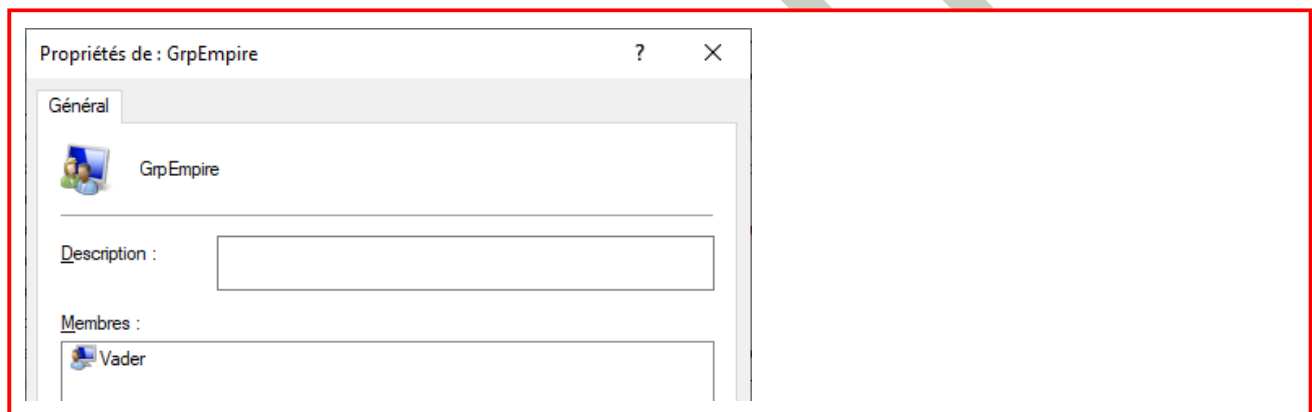 Propriétés de : GrpEmpire ? ×
Général
GrpEmpire
Description :
Membres :
Vader